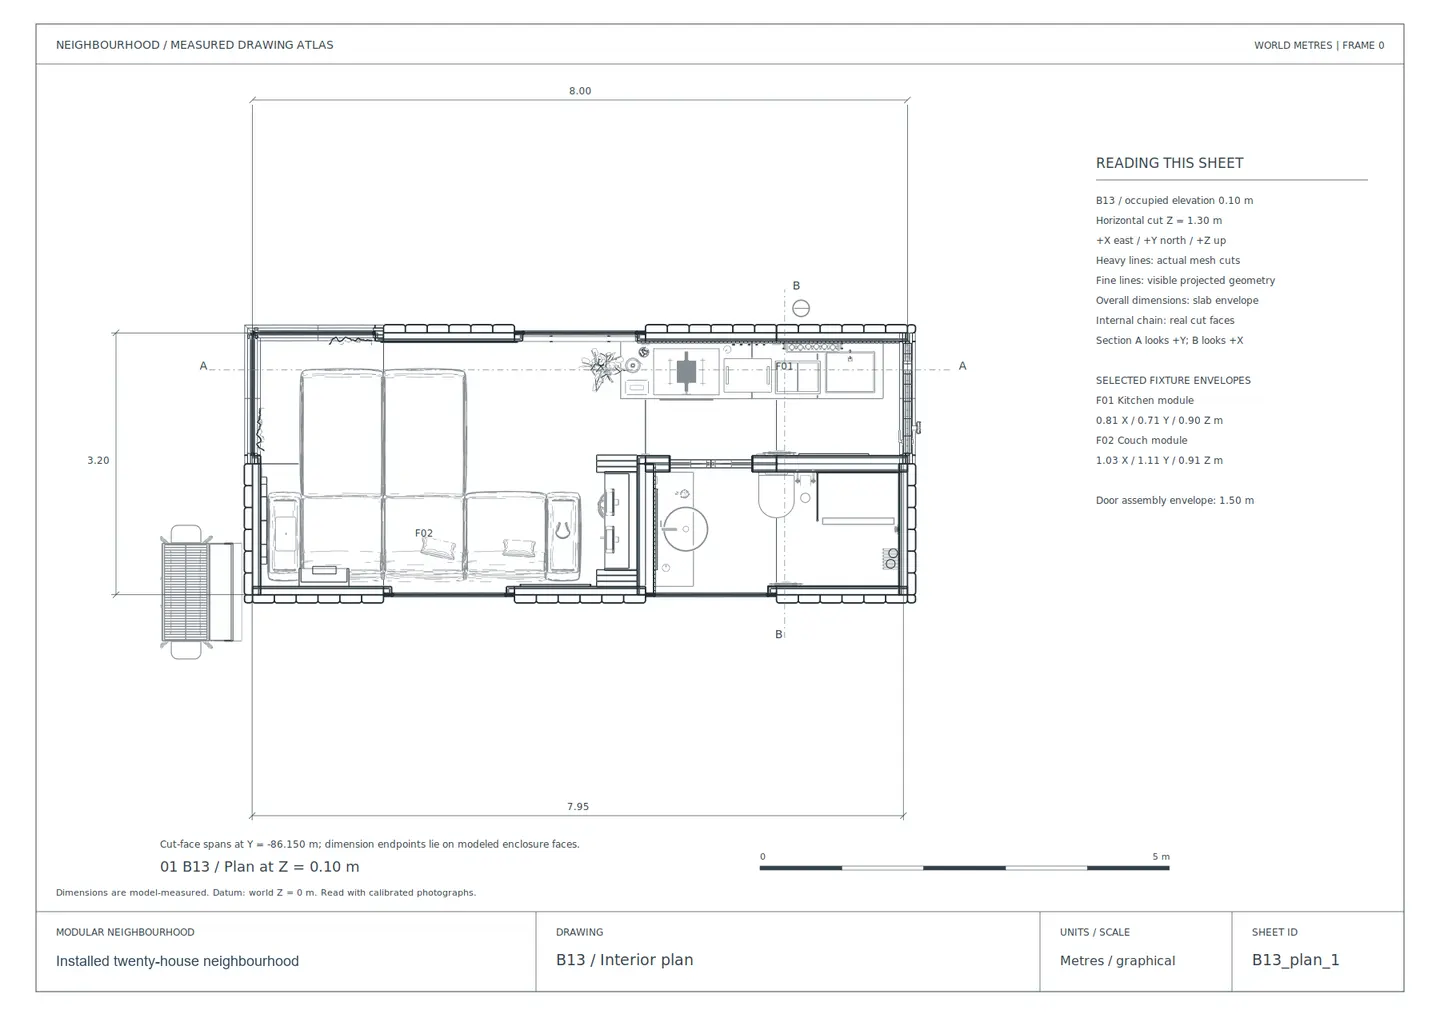 NEIGHBOURHOOD / MEASURED DRAWING ATLAS
WORLD METRES | FRAME 0
8.00
READING THIS SHEET
B13 / occupied elevation 0.10 m
Horizontal cut Z = 1.30 m
+X east / +Y north / +Z up
Heavy lines: actual mesh cuts
Fine lines: visible projected geometry
Overall dimensions: slab envelope
Internal chain: real cut faces
Section A looks +Y; B looks +X
SELECTED FIXTURE ENVELOPES
F01 Kitchen module
0.81 X / 0.71 Y / 0.90 Z m
F02 Couch module
1.03 X / 1.11 Y / 0.91 Z m
Door assembly envelope: 1.50 m
B
A
F01
A
3.20
F02
B
7.95
Cut-face spans at Y = -86.150 m; dimension endpoints lie on modeled enclosure faces.
01 B13 / Plan at Z = 0.10 m
0
5 m
Dimensions are model-measured. Datum: world Z = 0 m. Read with calibrated photographs.
MODULAR NEIGHBOURHOOD
Installed twenty-house neighbourhood
DRAWING
B13 / Interior plan
UNITS / SCALE
Metres / graphical
SHEET ID
B13_plan_1